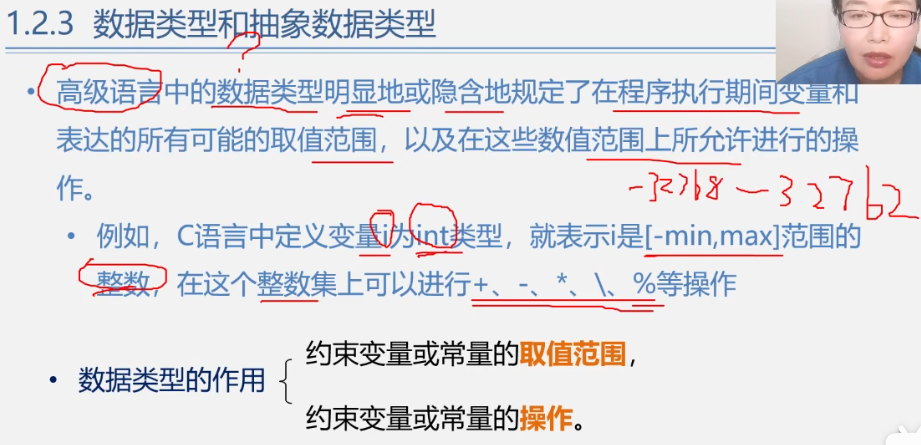 1.2.3 数据类型和抽象数据类型
?
• 高级语言中的数据类型明显地或隐含地规定了在程序执行期间变量和
表达的所有可能的取值范围，以及在这些数值范围上所允许进行的操
作。
-32768—32762
• 例如，C语言中定义变量i为int类型，就表示i是[-min,max]范围的
整数，在这个整数集上可以进行+、-、*、\、%等操作
• 数据类型的作用
约束变量或常量的取值范围，
约束变量或常量的操作。